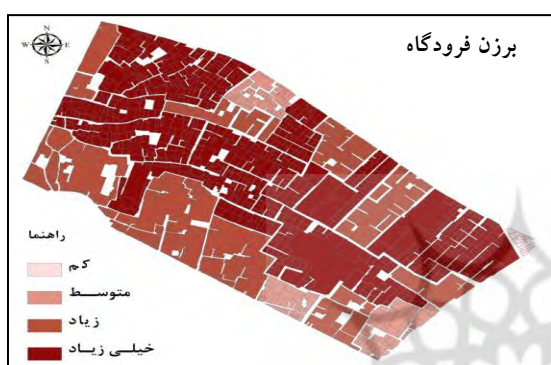 برزن فرودگاه
N
W E
S
راهنما
کم
متوسط
زیاد
خیلی زیاد